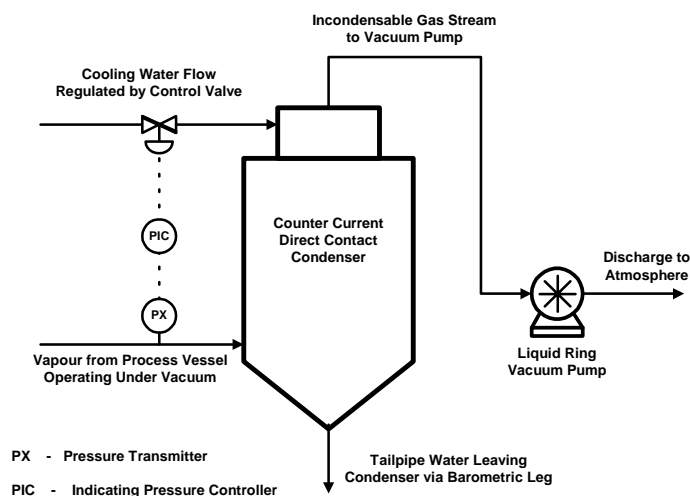 Incondensable Gas Stream
to Vacuum Pump
Cooling Water Flow
Regulated by Control Valve
Counter Current
Direct Contact
Condenser
PIC
PX
Discharge to
Atmosphere
Vapour from Process Vessel
Operating Under Vacuum
Liquid Ring
Vacuum Pump
PX - Pressure Transmitter
PIC - Indicating Pressure Controller
Tailpipe Water Leaving
Condenser via Barometric Leg